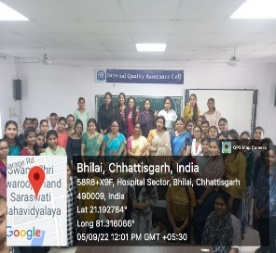 Internal Quality Assurance Cell
GPS Map Camera
Garage Rd
Swami Shri
Swaroopanand
Saraswati
Mahavidyalaya
Google
Bhilai, Chhattisgarh, India
58R8+X9F, Hospital Sector, Bhilai, Chhattisgarh
490009, India
Lat 21.192784°
Long 81.316066°
05/09/22 12:01 PM GMT +05:30